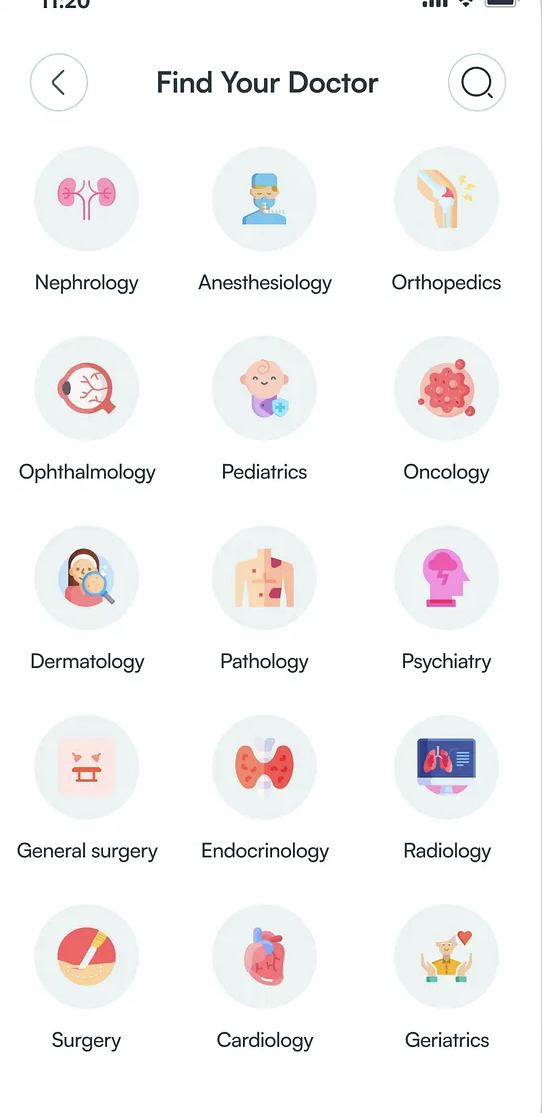 11:20
Find Your Doctor
Nephrology Anesthesiology Orthopedics
Ophthalmology Pediatrics Oncology
Dermatology Pathology Psychiatry
General surgery Endocrinology Radiology
Surgery Cardiology Geriatrics